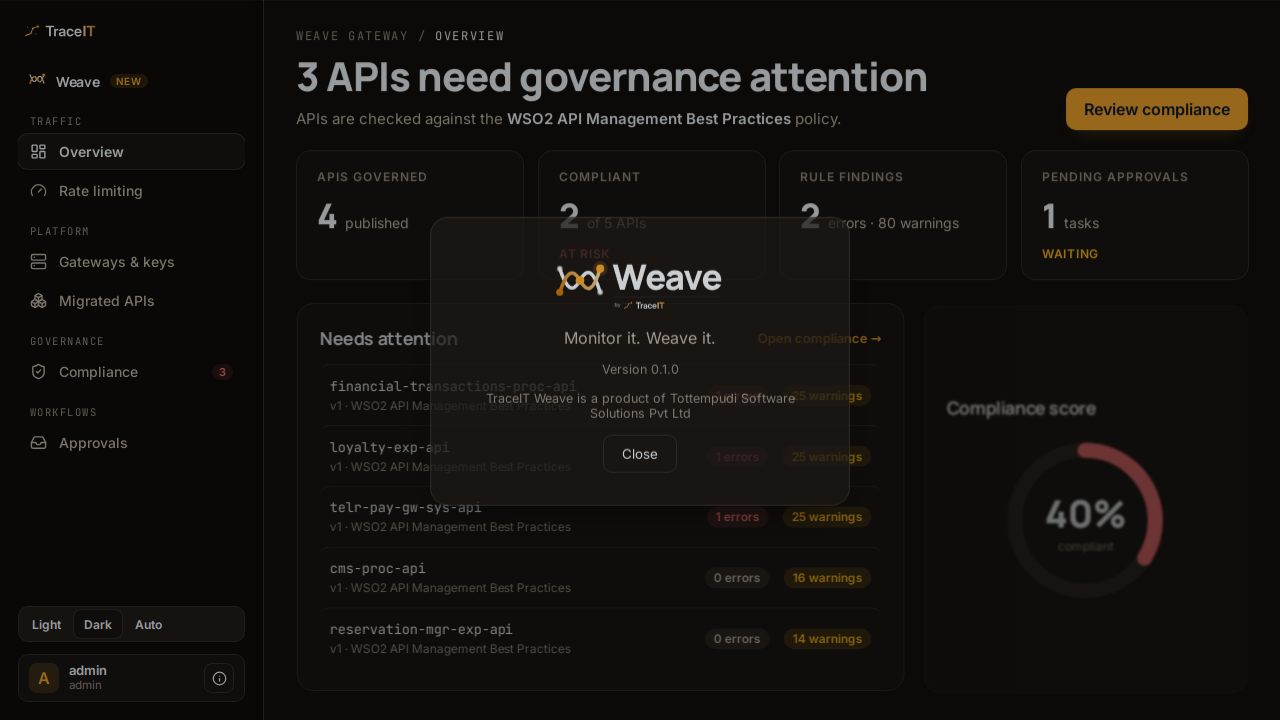 TraceIT
Weave NEW
TRAFFIC
Overview
Rate limiting
PLATFORM
Gateways & keys
Migrated APIs
GOVERNANCE
Compliance 3
WORKFLOWS
Approvals
Light Dark Auto
A admin
admin
WEAVE GATEWAY / OVERVIEW
3 APIs need governance attention
APIs are checked against the WSO2 API Management Best Practices policy.
Review compliance
APIS GOVERNED
4 published
COMPLIANT
2 of 5 APIs
AT RISK
RULE FINDINGS
2 errors · 80 warnings
PENDING APPROVALS
1 tasks
WAITING
Needs attention
Open compliance →
financial-transactions-proc-api
v1 · WSO2 API Management Best Practices
1 errors 25 warnings
loyalty-exp-api
v1 · WSO2 API Management Best Practices
1 errors 25 warnings
telr-pay-gw-sys-api
v1 · WSO2 API Management Best Practices
1 errors 25 warnings
cms-proc-api
v1 · WSO2 API Management Best Practices
0 errors 16 warnings
reservation-mgr-exp-api
v1 · WSO2 API Management Best Practices
0 errors 14 warnings
Compliance score
40%
compliant
Weave
by TraceIT
Monitor it. Weave it.
Version 0.1.0
TraceIT Weave is a product of Tottempudi Software
Solutions Pvt Ltd
Close